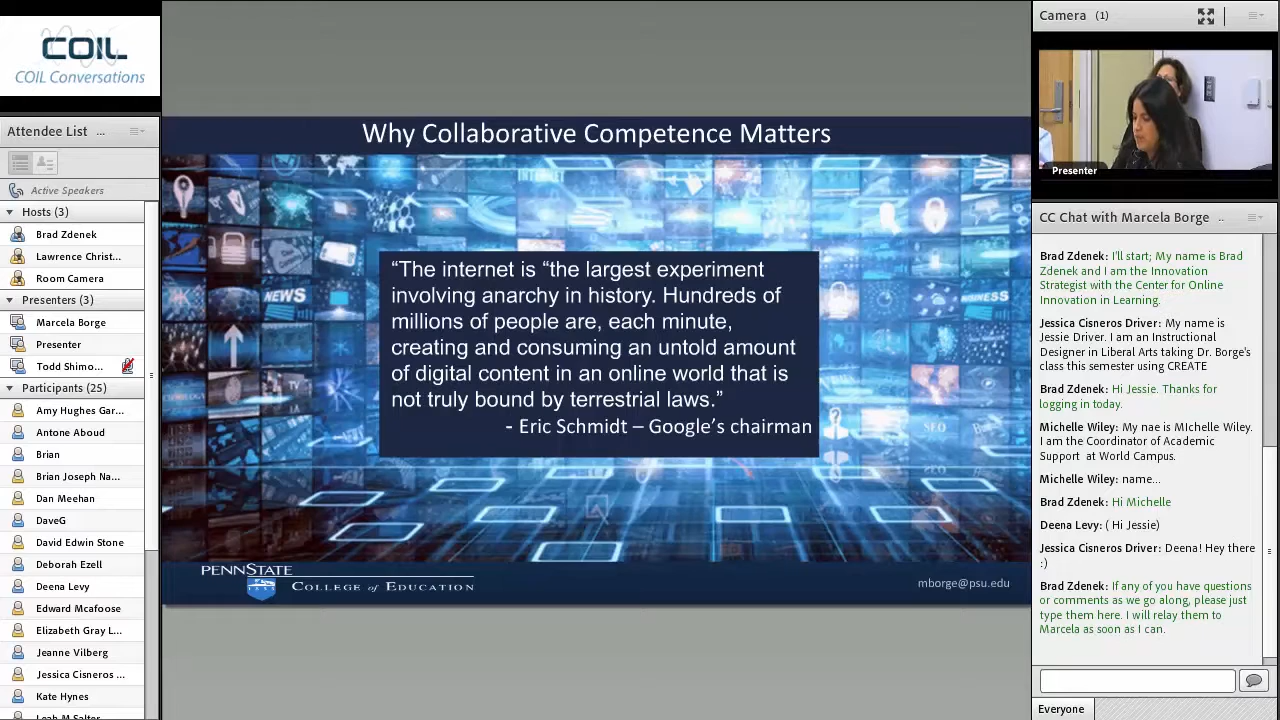 COIL
COIL Conversations
Attendee List ...
Active Speakers
Hosts (3)
Brad Zdenek
Lawrence Christ...
Room Camera
Presenters (3)
Marcela Borge
Presenter
Todd Shimo...
Participants (25)
Amy Hughes Gar...
Antone Aboud
Brian
Brian Joseph Na...
Dan Meehan
DaveG
David Edwin Stone
Deborah Ezell
Deena Levy
Edward Mcafoose
Elizabeth Gray L...
Jeanne Vilberg
Jessica Cisneros ...
Kate Hynes
Leah M Salter
Why Collaborative Competence Matters
INTERNET
NEWS
BUSINESS
SEO
SEO
“The internet is “the largest experiment
involving anarchy in history. Hundreds of
millions of people are, each minute,
creating and consuming an untold amount
of digital content in an online world that is
not truly bound by terrestrial laws.”
- Eric Schmidt – Google’s chairman
PENNSTATE
COLLEGE of EDUCATION
mborge@psu.edu
Camera (1)
Presenter
CC Chat with Marcela Borge ..
Brad Zdenek: I'll start; My name is Brad
Zdenek and I am the Innovation
Strategist with the Center for Online
Innovation in Learning.
Jessica Cisneros Driver: My name is
Jessie Driver. I am an Instructional
Designer in Liberal Arts taking Dr. Borge's
class this semester using CREATE
Brad Zdenek: Hi Jessie. Thanks for
logging in today.
Michelle Wiley: My nae is MIchelle Wiley.
I am the Coordinator of Academic
Support at World Campus.
Michelle Wiley: name...
Brad Zdenek: Hi Michelle
Deena Levy: ( Hi Jessie)
Jessica Cisneros Driver: Deena! Hey there
:)
Brad Zdenek: If any of you have questions
or comments as we go along, please just
type them here. I will relay them to
Marcela as soon as I can.
Everyone